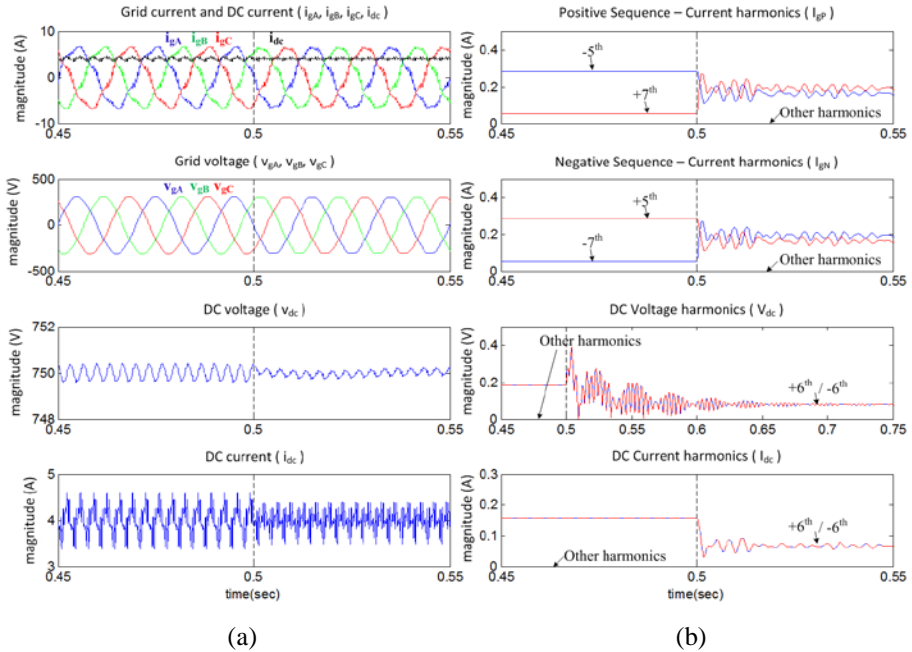 Grid current and DC current ( i_gA, i_gB, i_gC, i_dc )
i_gA i_gB i_gC i_dc
magnitude (A)
10
0
-10
0.45 0.5 0.55
Grid voltage ( v_gA, v_gB, v_gC )
v_gA v_gB v_gC
magnitude (V)
500
0
-500
0.45 0.5 0.55
DC voltage ( v_dc )
magnitude (V)
752
750
748
0.45 0.5 0.55
DC current ( i_dc )
magnitude (A)
5
4
3
0.45 0.5 0.55
time(sec)
(a)
Positive Sequence – Current harmonics ( I_gP )
magnitude (A)
0.4
0.2
0
-5th
+7th
Other harmonics
0.45 0.5 0.55
Negative Sequence – Current harmonics ( I_gN )
magnitude (A)
0.4
0.2
0
+5th
-7th
Other harmonics
0.45 0.5 0.55
DC Voltage harmonics ( V_dc )
magnitude (V)
0.4
0.2
0
Other harmonics
+6th / -6th
0.45 0.5 0.55 0.6 0.65 0.7 0.75
DC Current harmonics ( I_dc )
magnitude (A)
0.3
0.2
0.1
0
+6th / -6th
Other harmonics
0.45 0.5 0.55
time(sec)
(b)